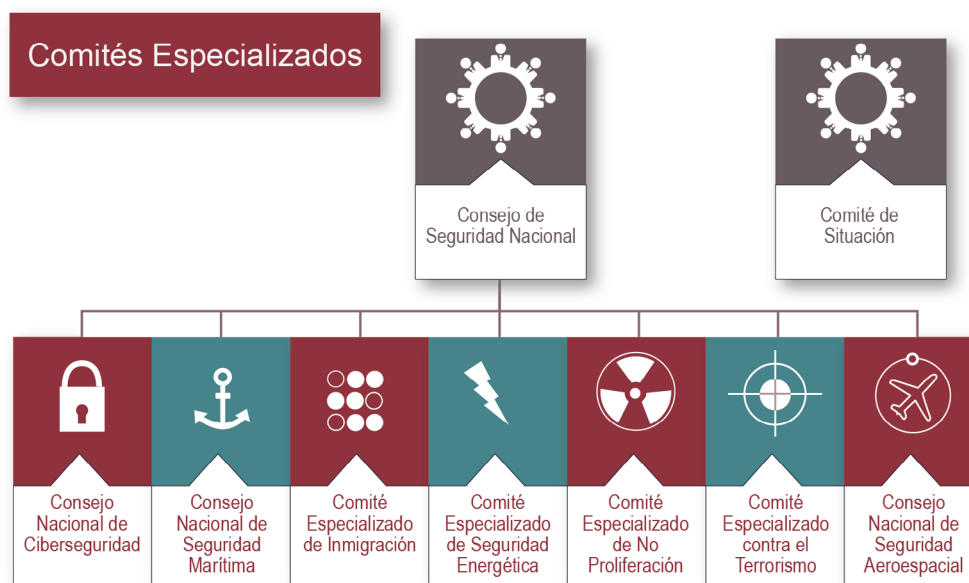 Comités Especializados
Consejo de
Seguridad Nacional
Comité de
Situación
Consejo
Nacional de
Ciberseguridad
Consejo
Nacional de
Seguridad
Marítima
Comité
Especializado
de Inmigración
Comité
Especializado
de Seguridad
Energética
Comité
Especializado
de No
Proliferación
Comité
Especializado
contra el
Terrorismo
Consejo
Nacional de
Seguridad
Aeroespacial